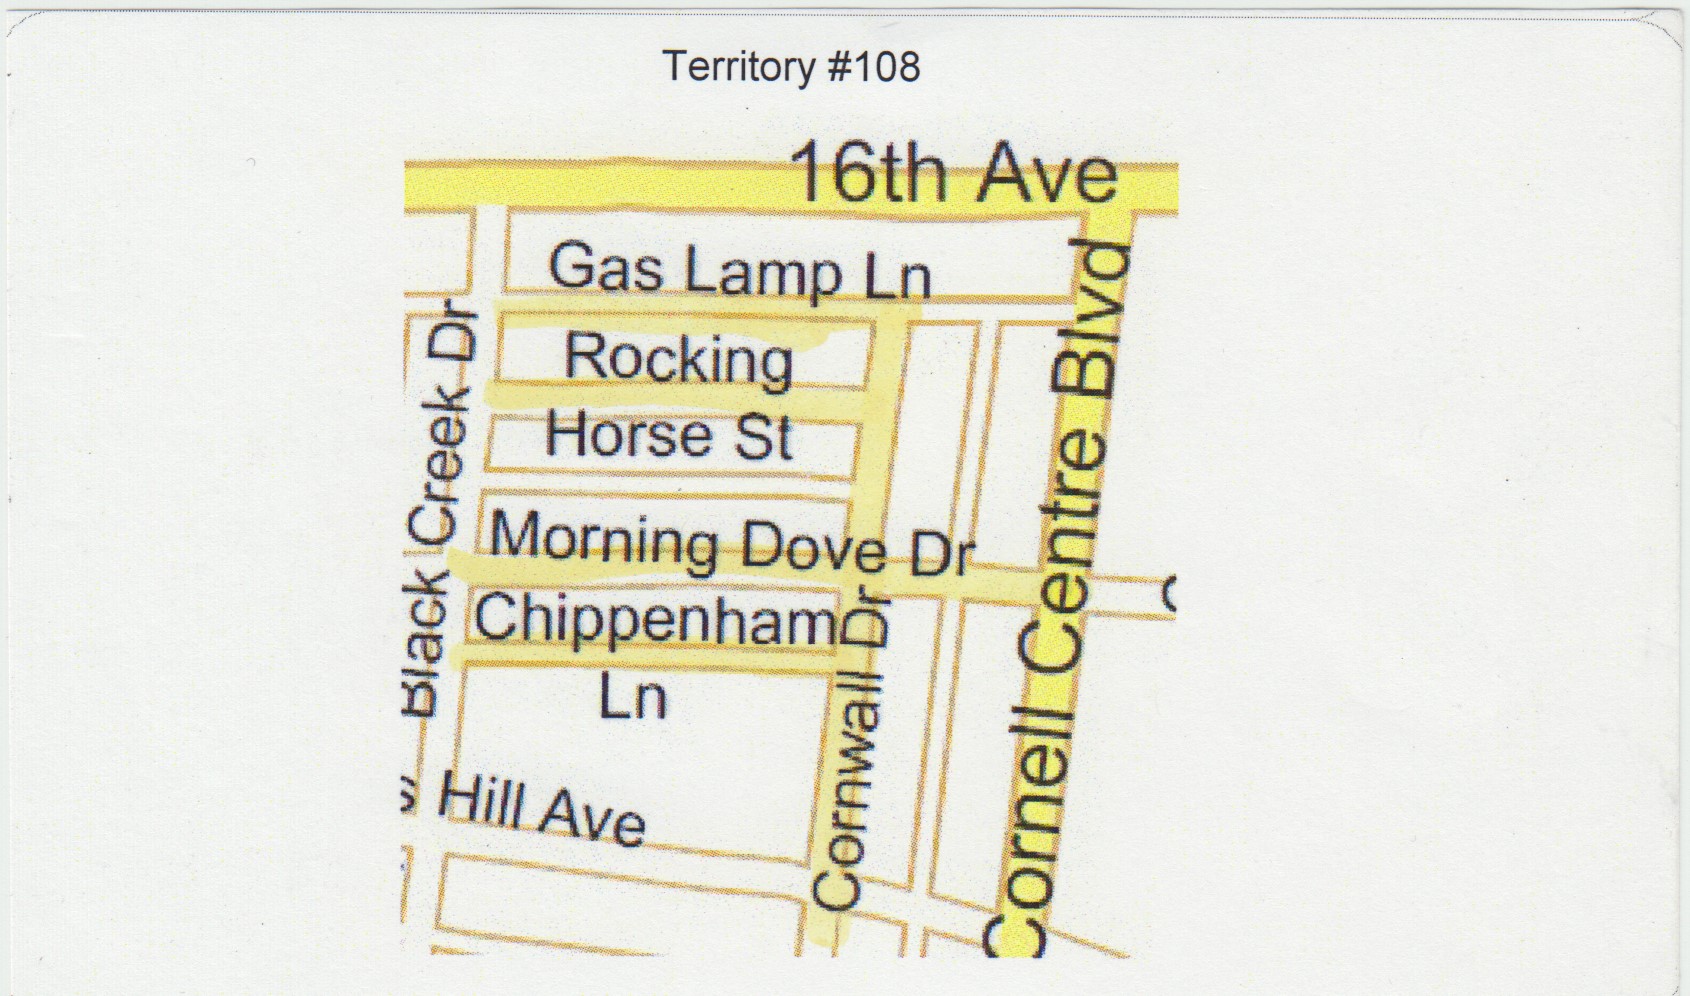 Territory #108
16th Ave
Gas Lamp Ln
Rocking
Horse St
Morning Dove Dr
Chippenham
Ln
Hill Ave
Black Creek Dr
Cornwall Dr
Cornell Centre Blvd